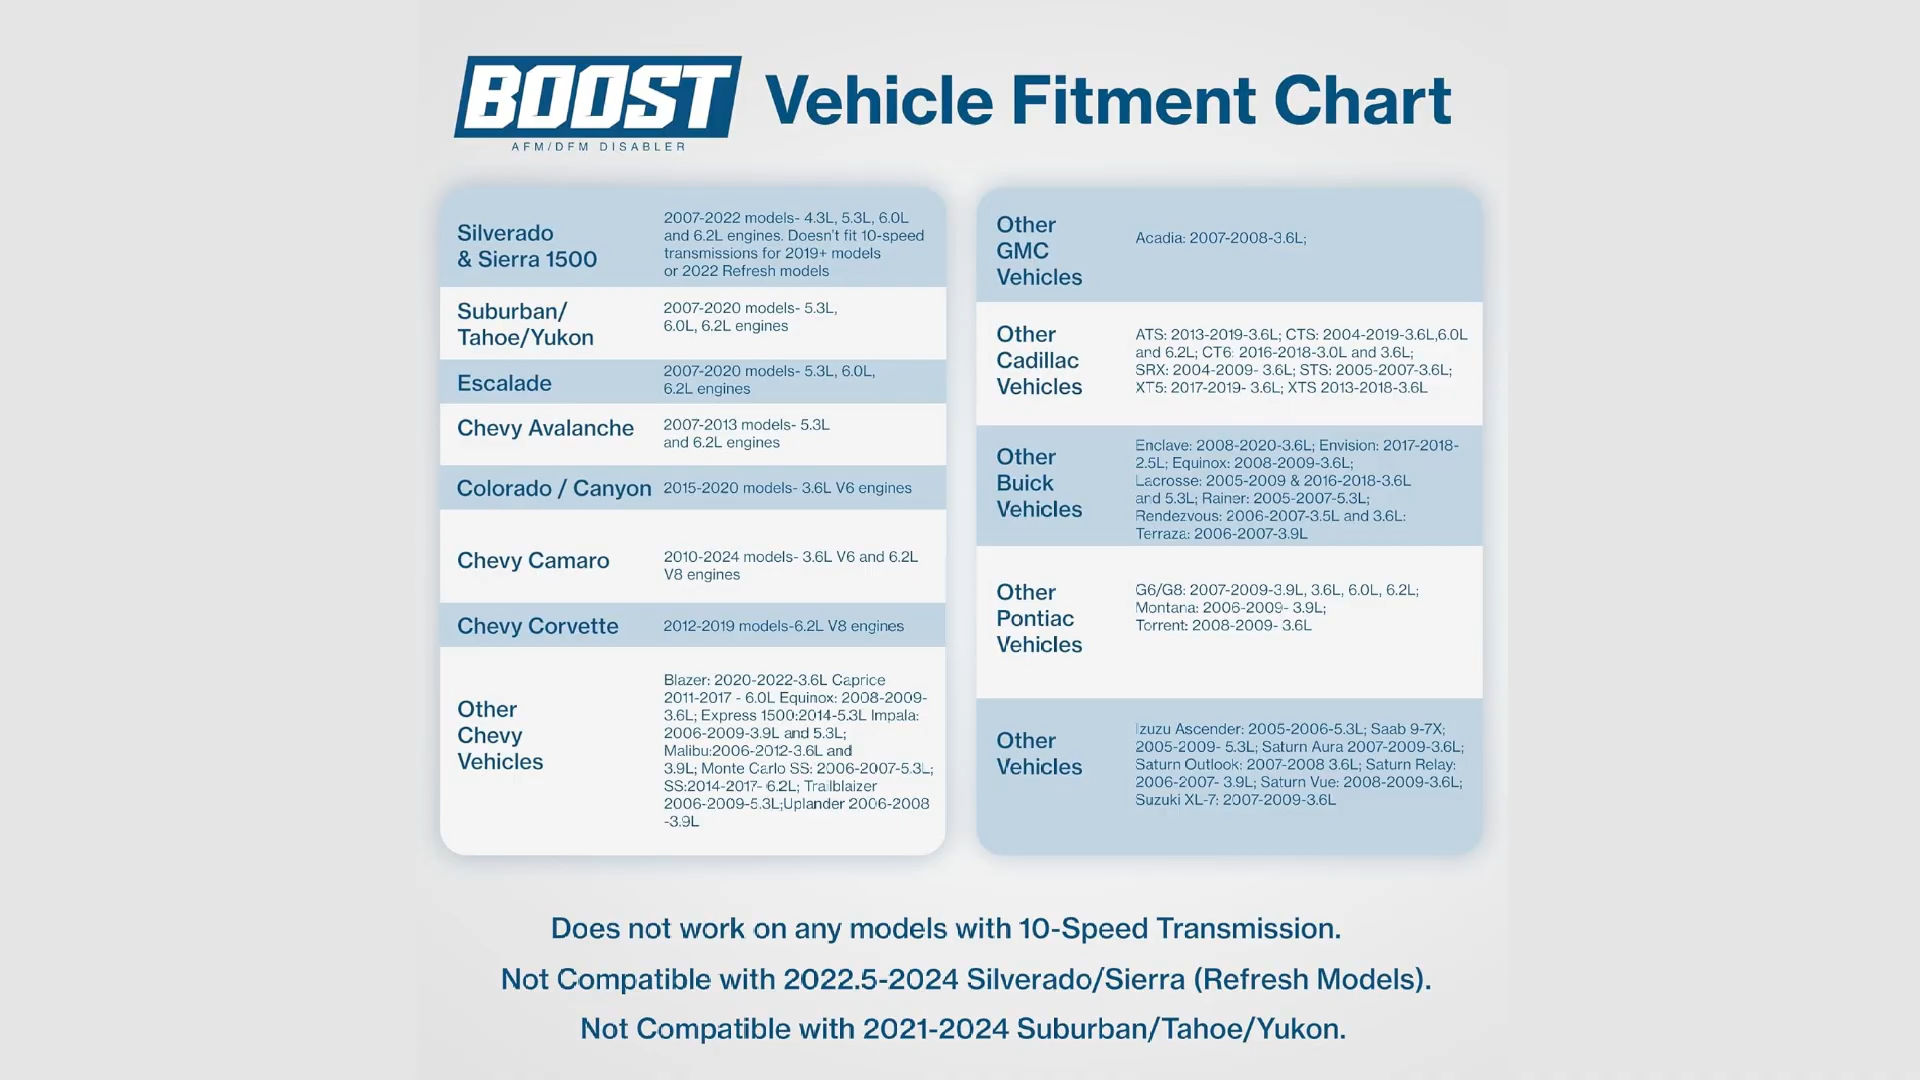 BOOST Vehicle Fitment Chart
AFM/DFM DISABLER
Silverado
& Sierra 1500
2007-2022 models- 4.3L, 5.3L, 6.0L
and 6.2L engines. Doesn't fit 10-speed
transmissions for 2019+ models
or 2022 Refresh models
Suburban/
Tahoe/Yukon
2007-2020 models- 5.3L,
6.0L, 6.2L engines
Escalade
2007-2020 models- 5.3L, 6.0L,
6.2L engines
Chevy Avalanche
2007-2013 models- 5.3L
and 6.2L engines
Colorado / Canyon
2015-2020 models- 3.6L V6 engines
Chevy Camaro
2010-2024 models- 3.6L V6 and 6.2L
V8 engines
Chevy Corvette
2012-2019 models-6.2L V8 engines
Other
Chevy
Vehicles
Blazer: 2020-2022-3.6L Caprice
2011-2017 - 6.0L Equinox: 2008-2009-
3.6L; Express 1500:2014-5.3L Impala:
2006-2009-3.9L and 5.3L;
Malibu:2006-2012-3.6L and
3.9L; Monte Carlo SS: 2006-2007-5.3L;
SS:2014-2017- 6.2L; Trailblaizer
2006-2009-5.3L;Uplander 2006-2008
-3.9L
Other
GMC
Vehicles
Acadia: 2007-2008-3.6L;
Other
Cadillac
Vehicles
ATS: 2013-2019-3.6L; CTS: 2004-2019-3.6L,6.0L
and 6.2L; CT6: 2016-2018-3.0L and 3.6L;
SRX: 2004-2009- 3.6L; STS: 2005-2007-3.6L;
XT5: 2017-2019- 3.6L; XTS 2013-2018-3.6L
Other
Buick
Vehicles
Enclave: 2008-2020-3.6L; Envision: 2017-2018-
2.5L; Equinox: 2008-2009-3.6L;
Lacrosse: 2005-2009 & 2016-2018-3.6L
and 5.3L; Rainer: 2005-2007-5.3L;
Rendezvous: 2006-2007-3.5L and 3.6L:
Terraza: 2006-2007-3.9L
Other
Pontiac
Vehicles
G6/G8: 2007-2009-3.9L, 3.6L, 6.0L, 6.2L;
Montana: 2006-2009- 3.9L;
Torrent: 2008-2009- 3.6L
Other
Vehicles
Izuzu Ascender: 2005-2006-5.3L; Saab 9-7X;
2005-2009- 5.3L; Saturn Aura 2007-2009-3.6L;
Saturn Outlook: 2007-2008 3.6L; Saturn Relay:
2006-2007- 3.9L; Saturn Vue: 2008-2009-3.6L;
Suzuki XL-7: 2007-2009-3.6L
Does not work on any models with 10-Speed Transmission.
Not Compatible with 2022.5-2024 Silverado/Sierra (Refresh Models).
Not Compatible with 2021-2024 Suburban/Tahoe/Yukon.